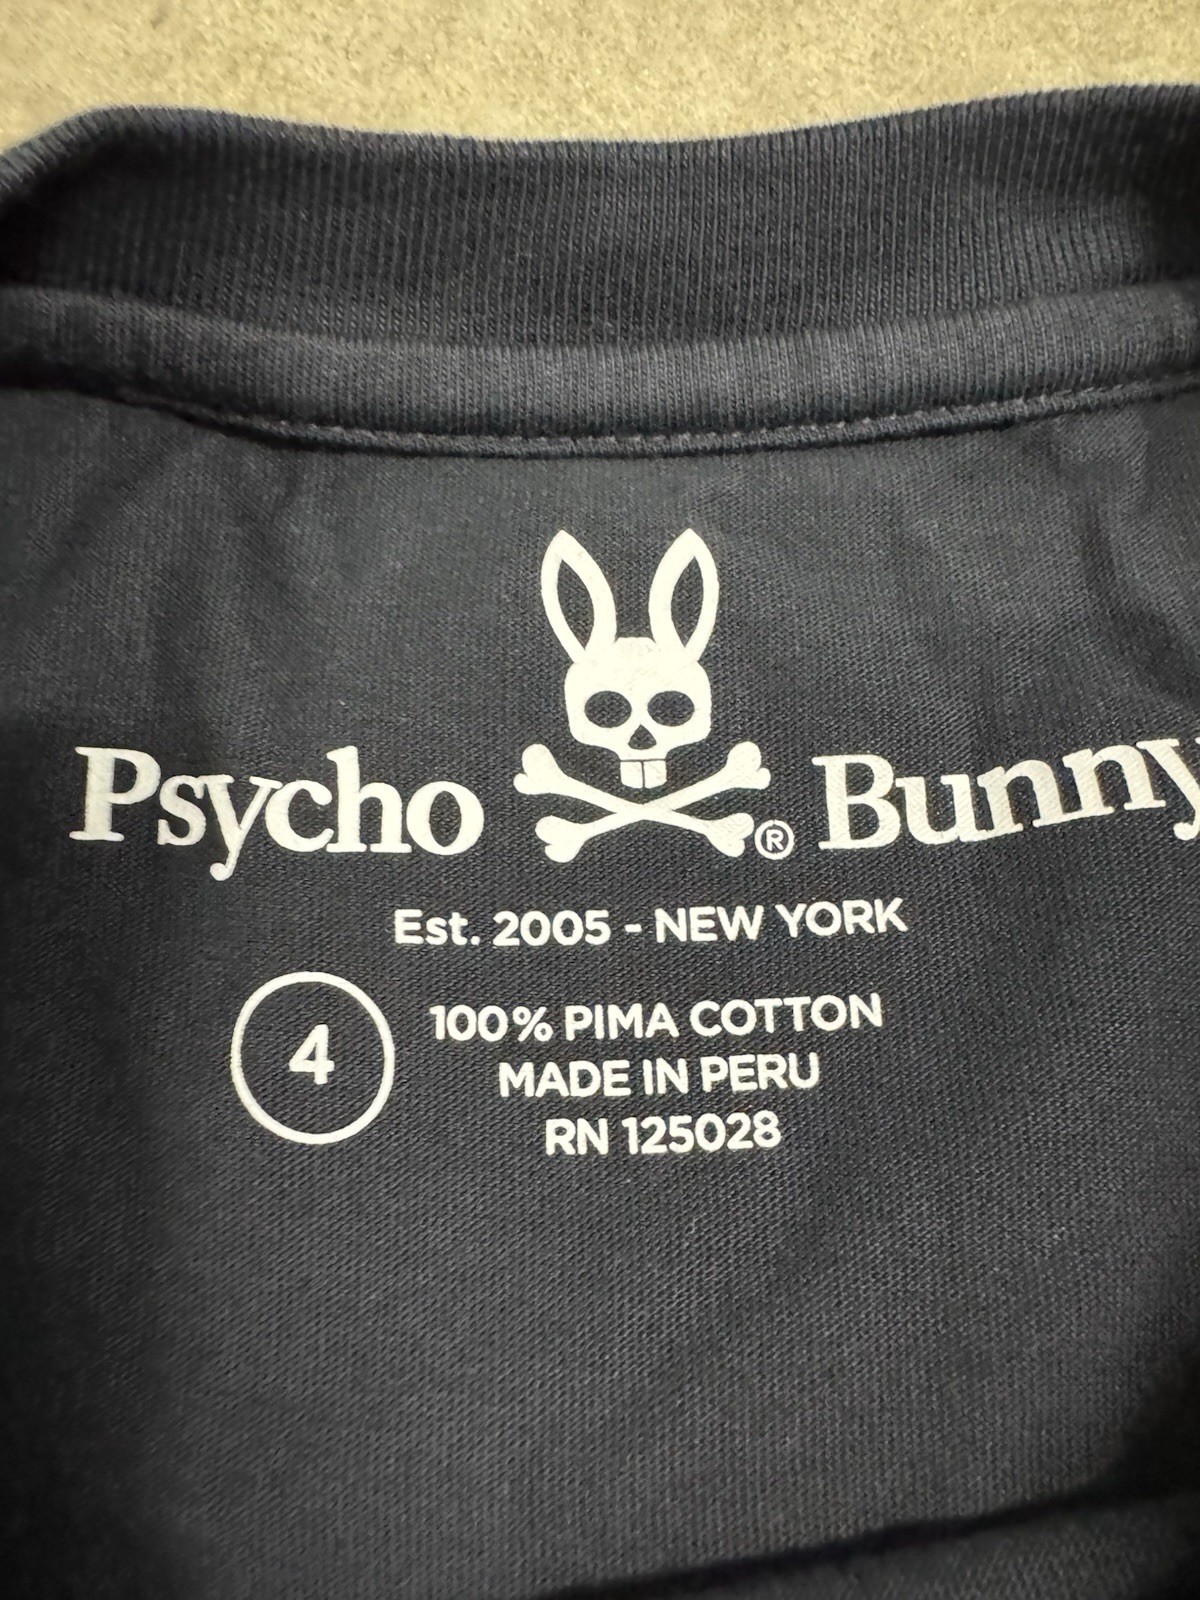 Psycho ® Bunny
Est. 2005 - NEW YORK
4
100% PIMA COTTON
MADE IN PERU
RN 125028